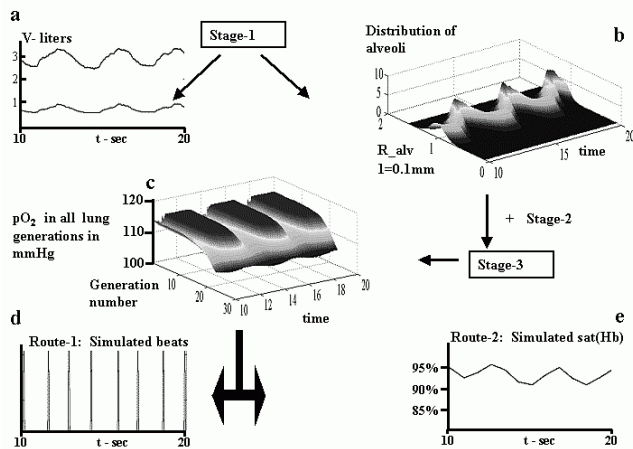 a
V- liters
3
2
1
10 20
t - sec
Stage-1
Distribution of
alveoli
b
10
5
0
2
1
0
R_alv
1=0.1mm
10
15
20
time
+ Stage-2
Stage-3
c
pO2 in all lung
generations in
mmHg
120
110
100
Generation
number
10
20
30
10
12
14
16
18
20
time
d
Route-1: Simulated beats
10 20
t - sec
e
Route-2: Simulated sat(Hb)
95%
90%
85%
10 20
t - sec